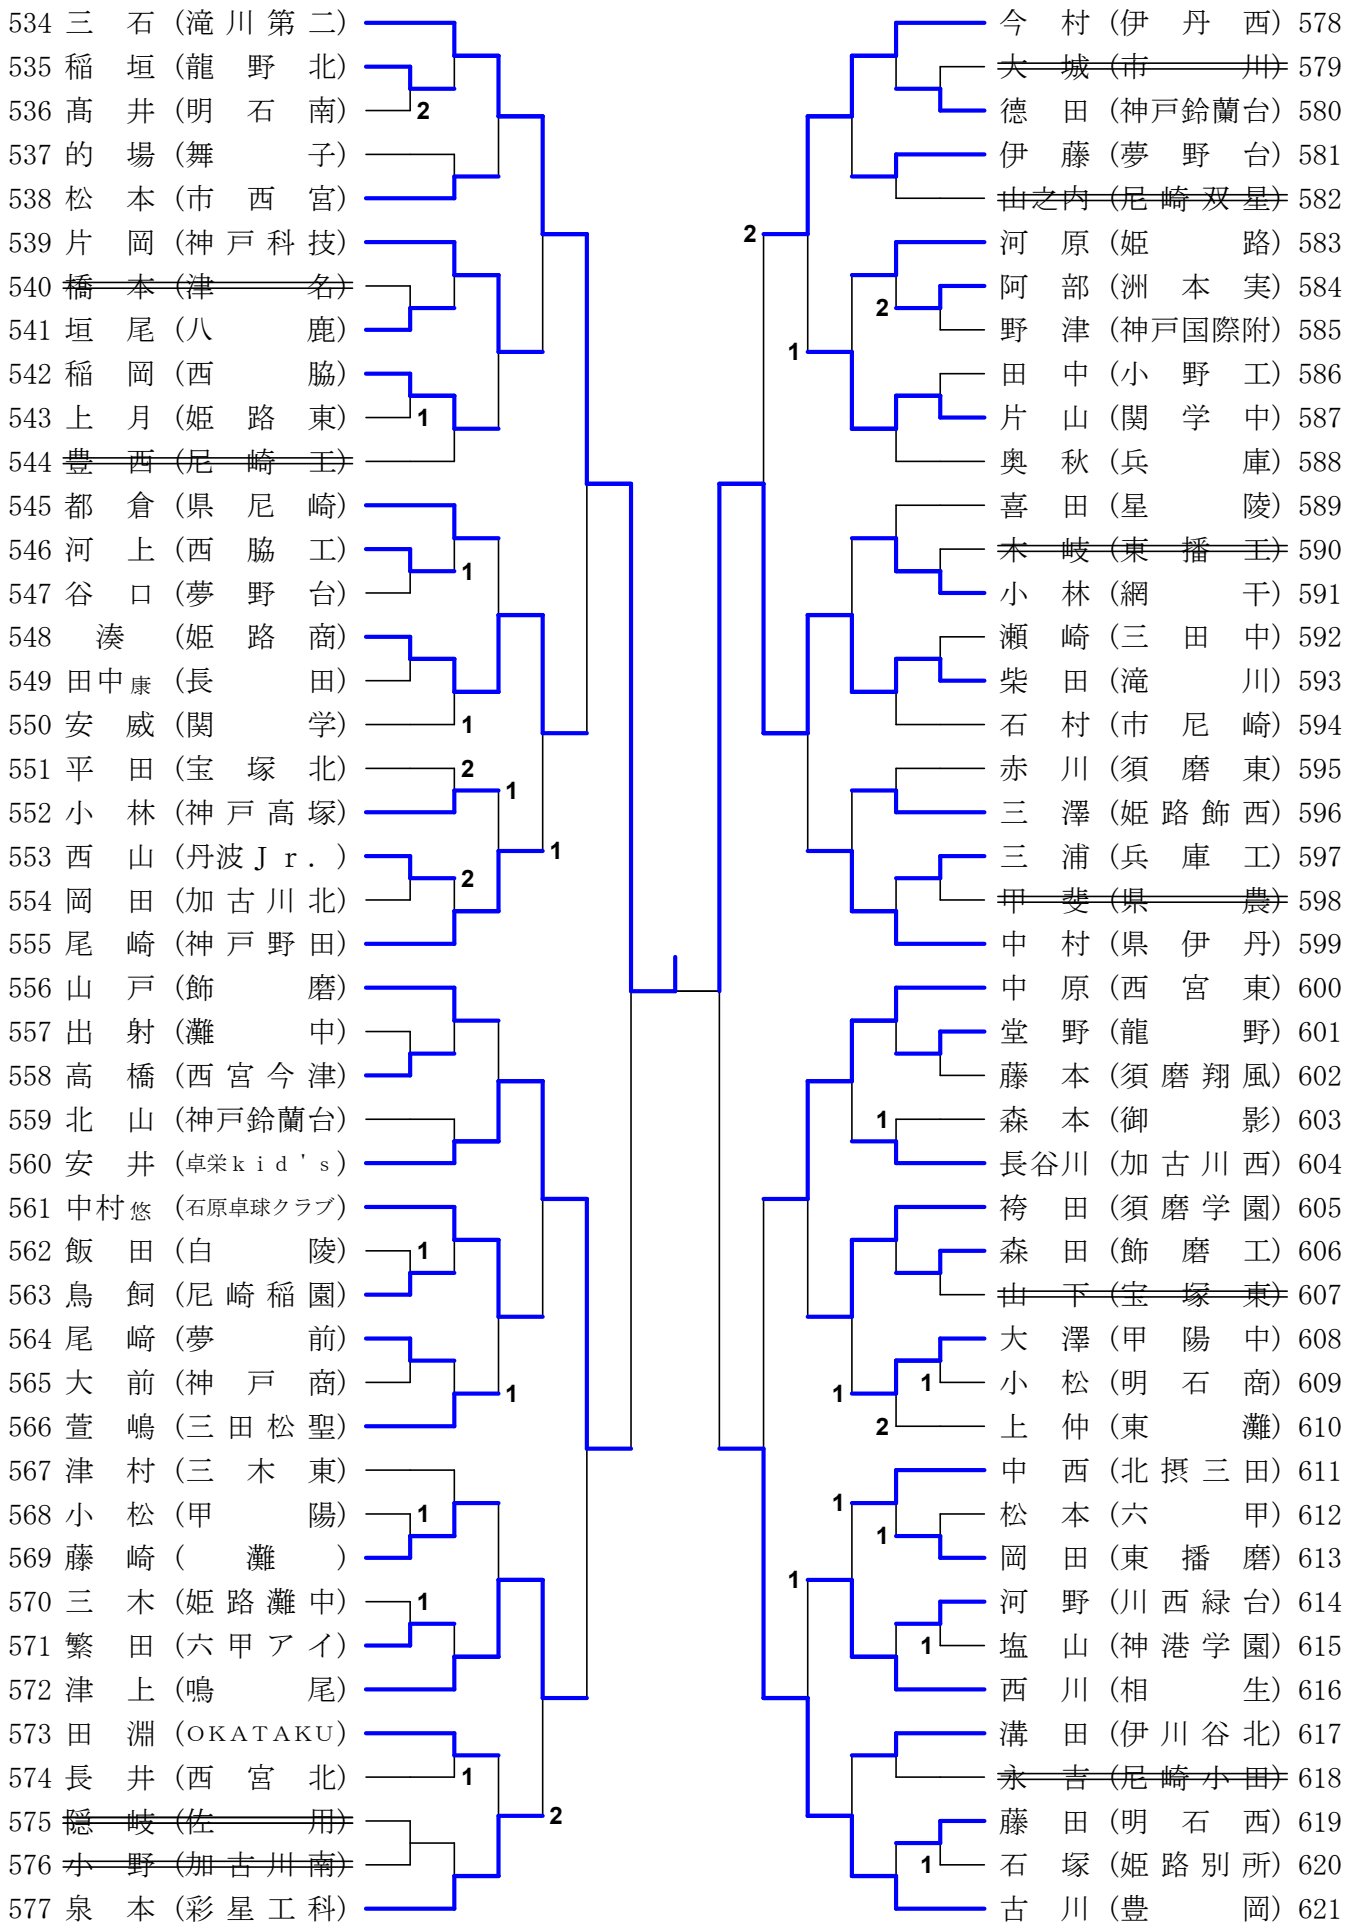 534 三 石 (滝 川 第 二)
535 稲 垣 (龍 野 北)
536 髙 井 (明 石 南)
2
537 的 場 (舞 子)
538 松 本 (市 西 宮)
539 片 岡 (神 戸 科 技)
540 橋 本 (津 名)
541 垣 尾 (八 鹿)
542 稲 岡 (西 脇)
543 上 月 (姫 路 東)
1
544 豊 西 (尼 崎 工)
545 都 倉 (県 尼 崎)
546 河 上 (西 脇 工)
1
547 谷 口 (夢 野 台)
548 湊 (姫 路 商)
549 田中康 (長 田)
550 安 威 (関 学)
1
551 平 田 (宝 塚 北)
2
1
552 小 林 (神 戸 高 塚)
553 西 山 (丹波Jr.)
1
2
554 岡 田 (加 古 川 北)
555 尾 崎 (神 戸 野 田)
556 山 戸 (飾 磨)
557 出 射 (灘 中)
558 高 橋 (西 宮 今 津)
559 北 山 (神戸鈴蘭台)
560 安 井 (卓栄kid's)
561 中村悠 (石原卓球クラブ)
562 飯 田 (白 陵)
1
563 鳥 飼 (尼 崎 稲 園)
564 尾 﨑 (夢 前)
565 大 前 (神 戸 商)
1
566 萱 嶋 (三 田 松 聖)
567 津 村 (三 木 東)
568 小 松 (甲 陽)
1
569 藤 崎 ( 灘 )
570 三 木 (姫 路 灘 中)
1
571 繁 田 (六 甲 ア イ)
572 津 上 (鳴 尾)
573 田 淵 (OKATAKU)
574 長 井 (西 宮 北)
1
575 隠 岐 (佐 用)
2
576 小 野 (加 古 川 南)
577 泉 本 (彩 星 工 科)
今 村 (伊 丹 西) 578
大 城 (市 川) 579
德 田 (神戸鈴蘭台) 580
伊 藤 (夢 野 台) 581
山之内 (尼 崎 双 星) 582
2
河 原 (姫 路) 583
阿 部 (洲 本 実) 584
2
野 津 (神戸国際附) 585
1
田 中 (小 野 工) 586
片 山 (関 学 中) 587
奥 秋 (兵 庫) 588
喜 田 (星 陵) 589
木 岐 (東 播 工) 590
小 林 (網 干) 591
瀬 崎 (三 田 中) 592
柴 田 (滝 川) 593
石 村 (市 尼 崎) 594
赤 川 (須 磨 東) 595
三 澤 (姫 路 飾 西) 596
三 浦 (兵 庫 工) 597
甲 斐 (県 農) 598
中 村 (県 伊 丹) 599
中 原 (西 宮 東) 600
堂 野 (龍 野) 601
藤 本 (須 磨 翔 風) 602
1
森 本 (御 影) 603
長谷川 (加 古 川 西) 604
袴 田 (須 磨 学 園) 605
森 田 (飾 磨 工) 606
山 下 (宝 塚 東) 607
大 澤 (甲 陽 中) 608
1
1
小 松 (明 石 商) 609
2
上 仲 (東 灘) 610
中 西 (北 摂 三 田) 611
1
松 本 (六 甲) 612
1
岡 田 (東 播 磨) 613
1
河 野 (川 西 緑 台) 614
1
塩 山 (神 港 学 園) 615
西 川 (相 生) 616
溝 田 (伊 川 谷 北) 617
永 吉 (尼 崎 小 田) 618
藤 田 (明 石 西) 619
1
石 塚 (姫 路 別 所) 620
古 川 (豊 岡) 621